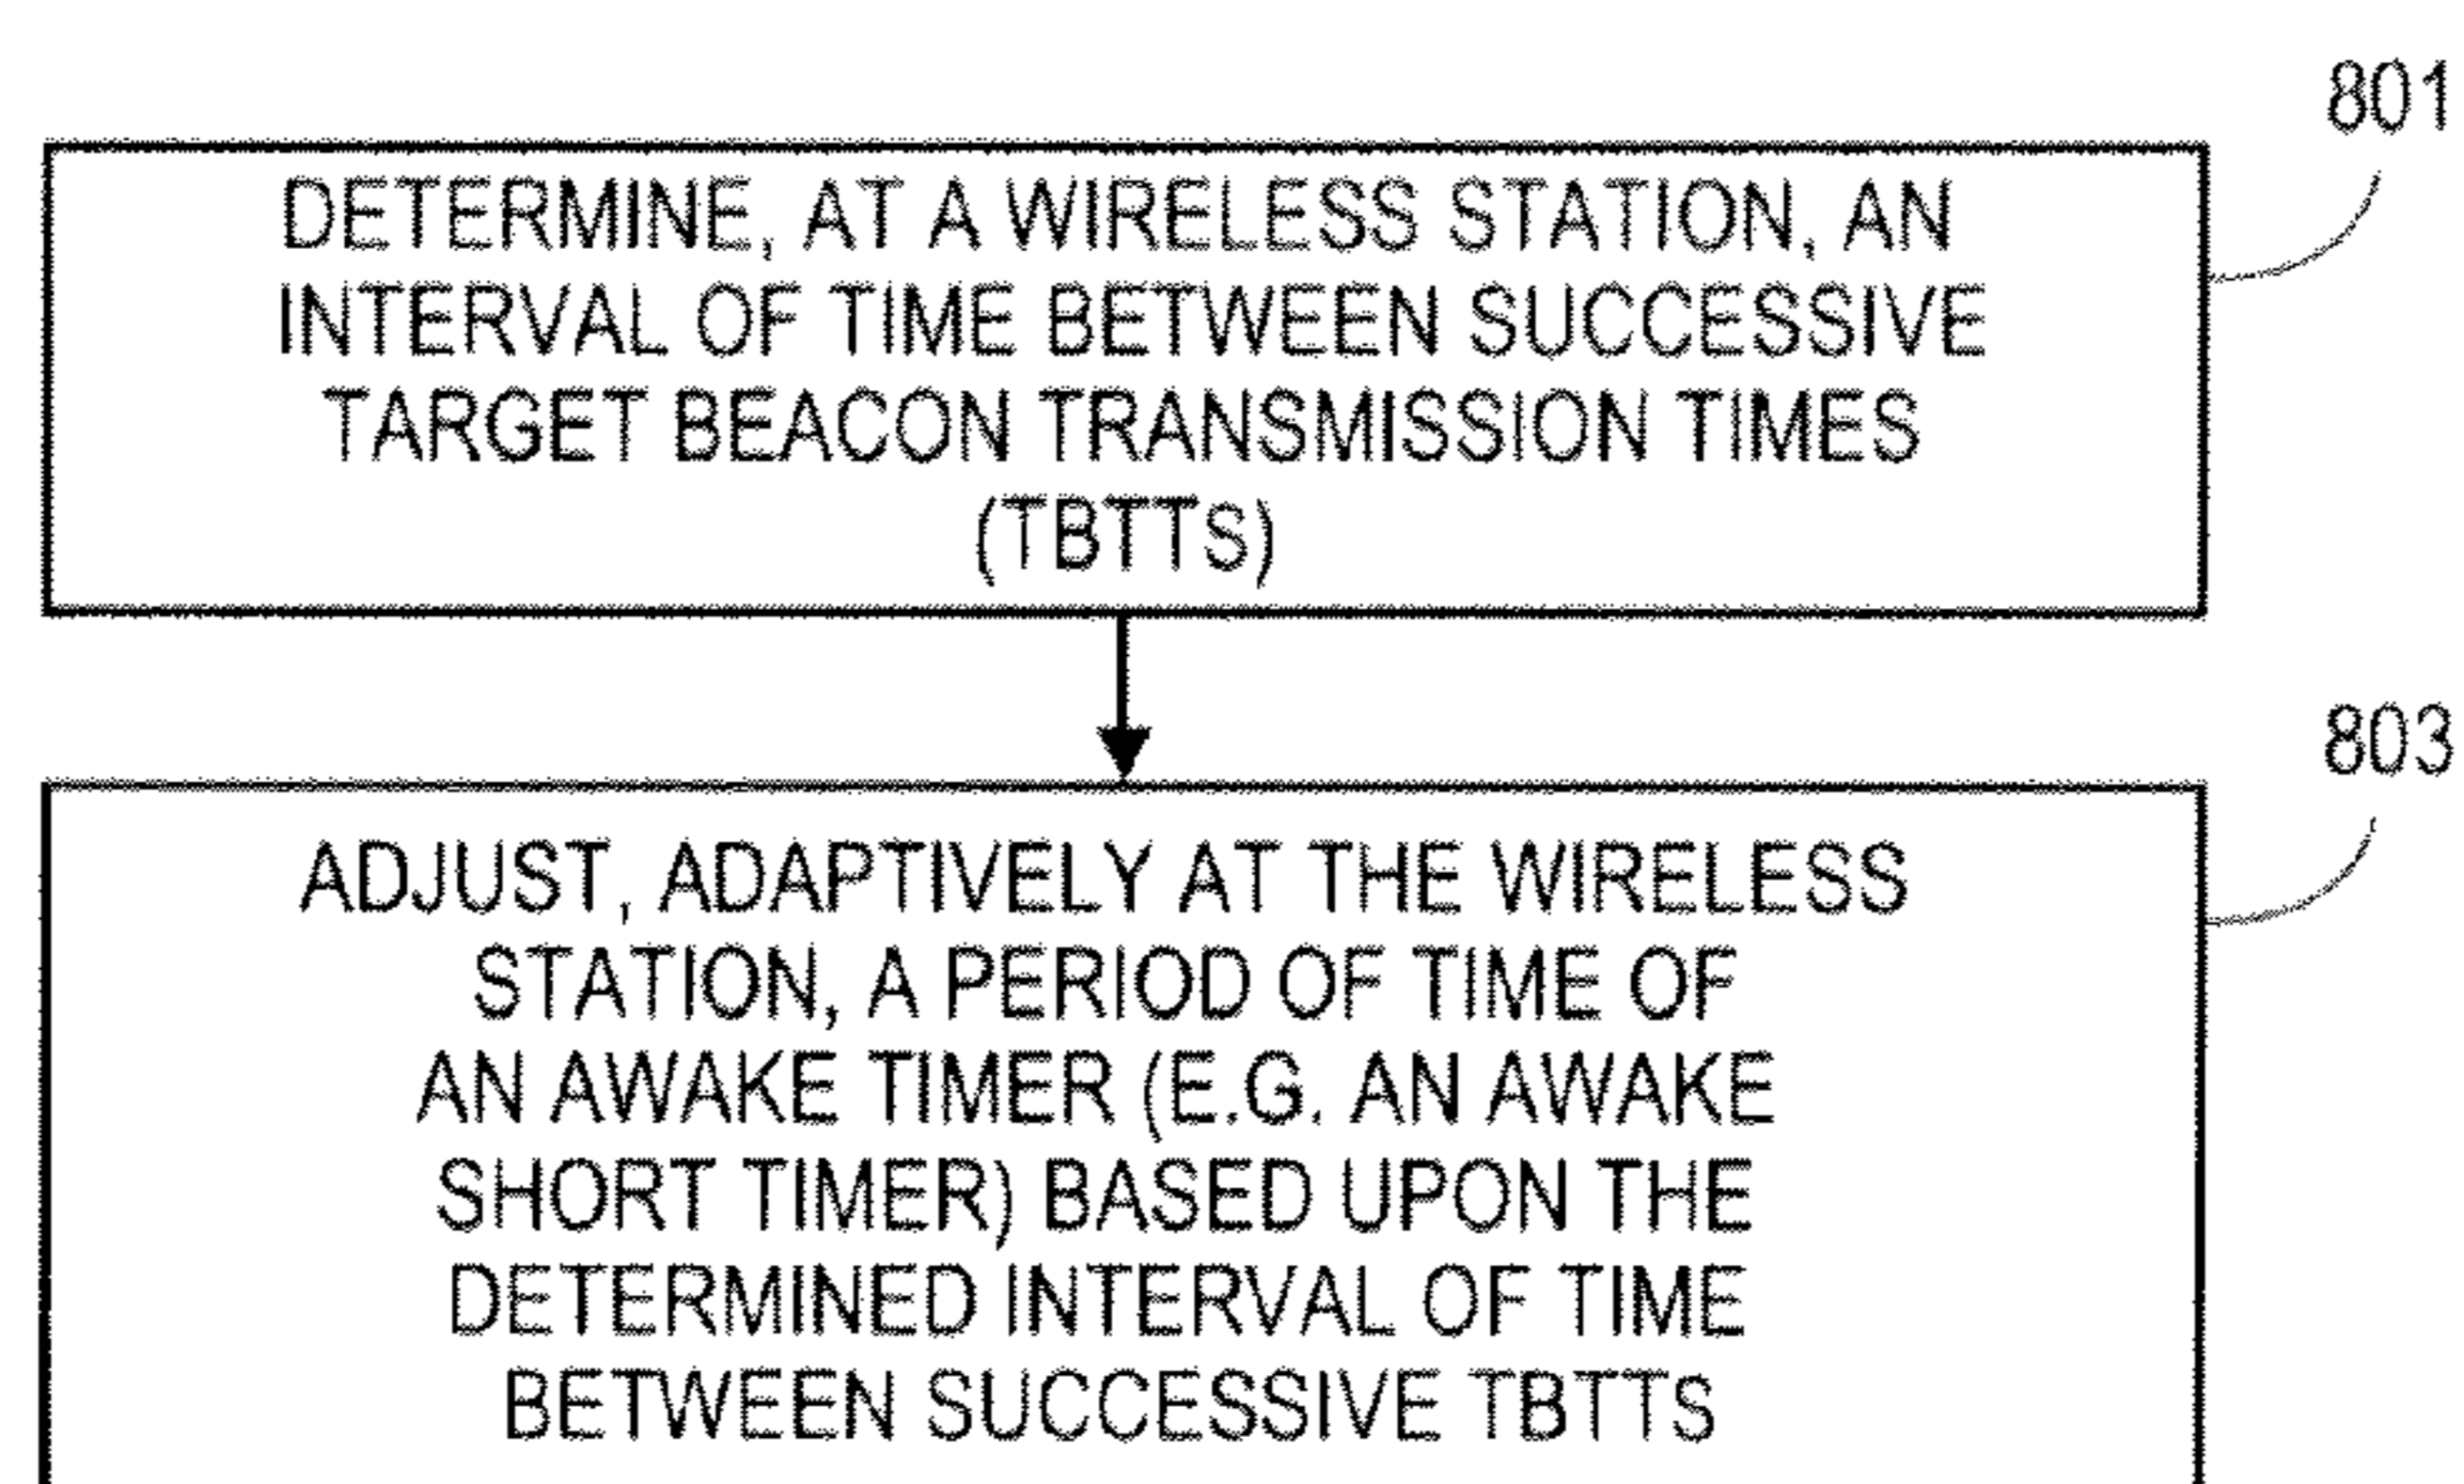 801
DETERMINE, AT A WIRELESS STATION, AN
INTERVAL OF TIME BETWEEN SUCCESSIVE
TARGET BEACON TRANSMISSION TIMES
(TBTTS)
803
ADJUST, ADAPTIVELY AT THE WIRELESS
STATION, A PERIOD OF TIME OF
AN AWAKE TIMER (E.G. AN AWAKE
SHORT TIMER) BASED UPON THE
DETERMINED INTERVAL OF TIME
BETWEEN SUCCESSIVE TBTTS